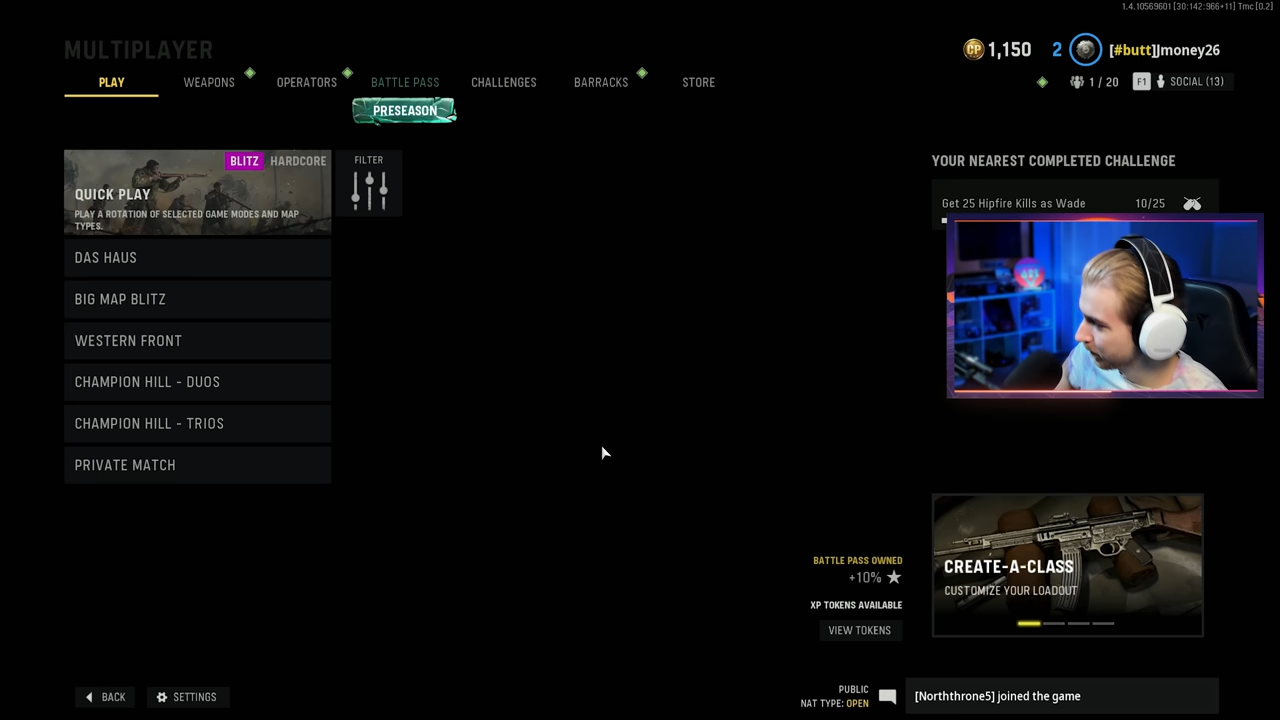 1.4.10569601 [30:142:966+11] Tmc [0.2]
MULTIPLAYER
CP 1,150 2 [#butt]Jmoney26
PLAY WEAPONS OPERATORS BATTLE PASS CHALLENGES BARRACKS STORE
1 / 20 F1 SOCIAL (13)
PRESEASON
BLITZ HARDCORE
FILTER
QUICK PLAY
PLAY A ROTATION OF SELECTED GAME MODES AND MAP
TYPES.
DAS HAUS
BIG MAP BLITZ
WESTERN FRONT
CHAMPION HILL - DUOS
CHAMPION HILL - TRIOS
PRIVATE MATCH
YOUR NEAREST COMPLETED CHALLENGE
Get 25 Hipfire Kills as Wade 10/25
BATTLE PASS OWNED
+10%
XP TOKENS AVAILABLE
VIEW TOKENS
CREATE-A-CLASS
CUSTOMIZE YOUR LOADOUT
BACK SETTINGS
PUBLIC
NAT TYPE: OPEN
[Norththrone5] joined the game